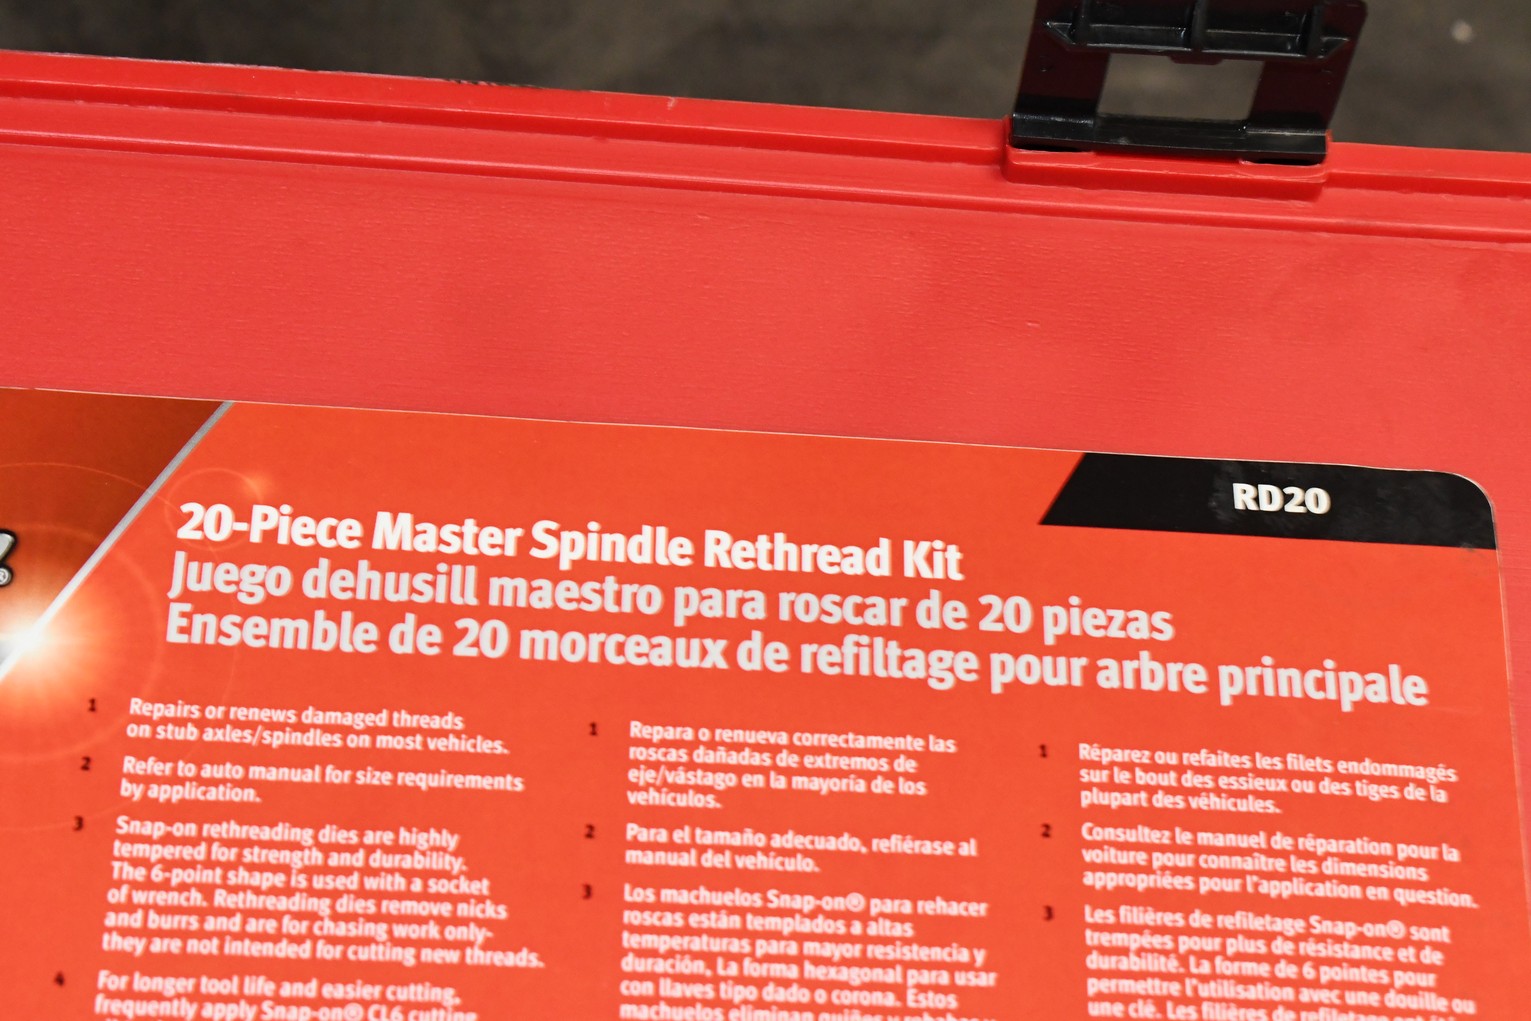 RD20
20-Piece Master Spindle Rethread Kit
Juego dehusill maestro para roscar de 20 piezas
Ensemble de 20 morceaux de refiltage pour arbre principale
1 Repairs or renews damaged threads
on stub axles/spindles on most vehicles.
2 Refer to auto manual for size requirements
by application.
3 Snap-on rethreading dies are highly
tempered for strength and durability.
The 6-point shape is used with a socket
of wrench. Rethreading dies remove nicks
and burrs and are for chasing work only-
they are not intended for cutting new threads.
4 For longer tool life and easier cutting,
frequently apply Snap-on® CL6 cutting
1 Repara o renueva correctamente las
roscas dañadas de extremos de
eje/vástago en la mayoría de los
vehículos.
2 Para el tamaño adecuado, refiérase al
manual del vehículo.
3 Los machuelos Snap-on® para rehacer
roscas están templados a altas
temperaturas para mayor resistencia y
duración, La forma hexagonal para usar
con llaves tipo dado o corona. Estos
machuelos eliminan
1 Réparez ou refaites les filets endommagés
sur le bout des essieux ou des tiges de la
plupart des véhicules.
2 Consultez le manuel de réparation pour la
voiture pour connaître les dimensions
appropriées pour l'application en question.
3 Les filières de refiletage Snap-on® sont
trempées pour plus de résistance et de
durabilité. La forme de 6 pointes pour
permettre l'utilisation avec une douille ou
une clé. Les filières de refiletage